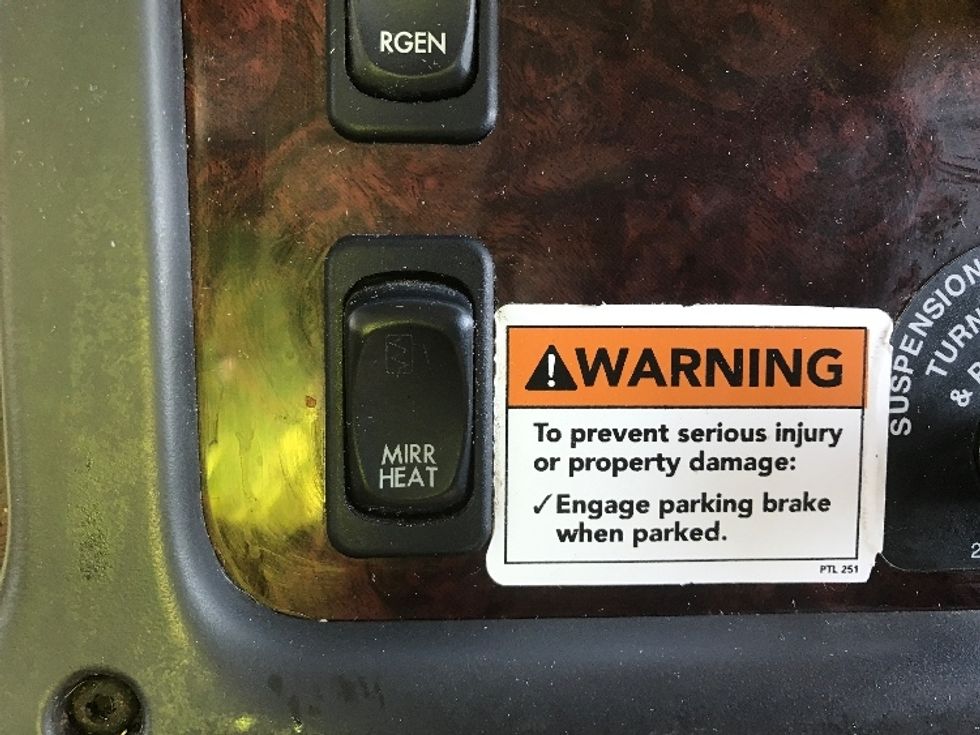 RGEN
MIRR
HEAT
WARNING
To prevent serious injury
or property damage:
✓ Engage parking brake
when parked.
PTL 251
SUSPENSION
TURN
&
2